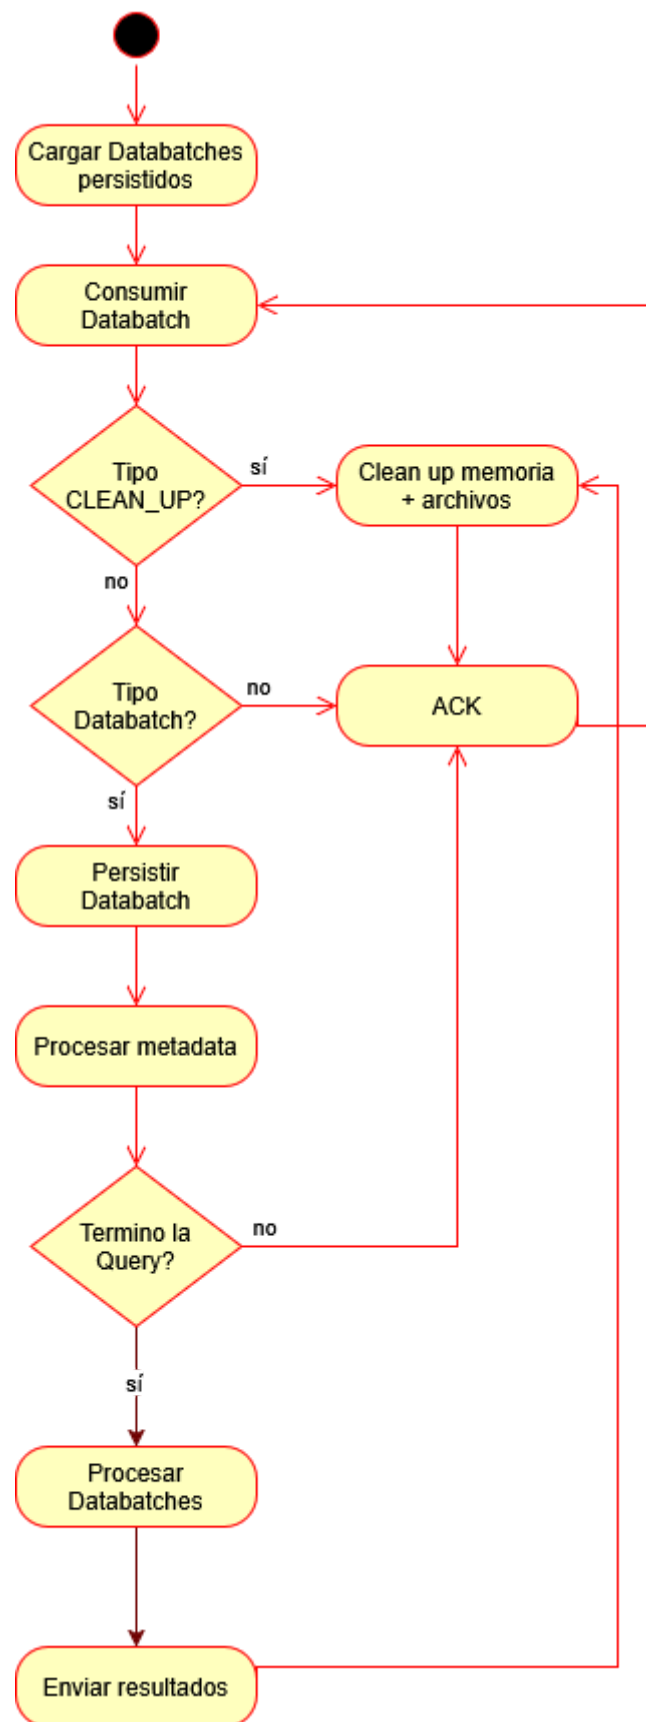 Cargar Databatches
persistidos
Consumir
Databatch
Tipo
CLEAN_UP?
sí
Clean up memoria
+ archivos
no
Tipo
Databatch?
no
ACK
sí
Persistir
Databatch
Procesar metadata
Termino la
Query?
no
sí
Procesar
Databatches
Enviar resultados